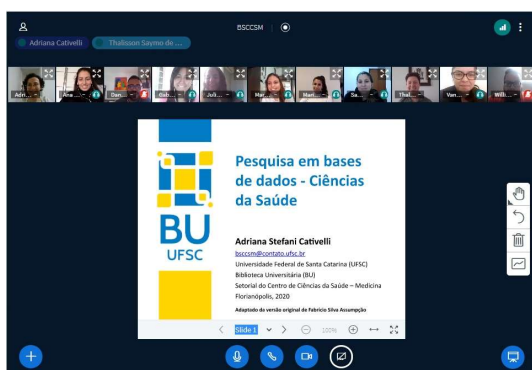 BSCCSM
Adriana Cativelli
Thalisson Saymo de ...
Adri...
Ana ...
Dan...
Gati...
Joli...
Mar...
Mari...
Sa...
Thal...
Van...
Willi...
Pesquisa em bases
de dados - Ciências
da Saúde
BU
UFSC
Adriana Stefani Cativelli
bsccsm@contato.ufsc.br
Universidade Federal de Santa Catarina (UFSC)
Biblioteca Universitária (BU)
Setorial do Centro de Ciências da Saúde – Medicina
Florianópolis, 2020
Adaptado da versão original de Fabrício Silva Assumpção
Slide 1
100%